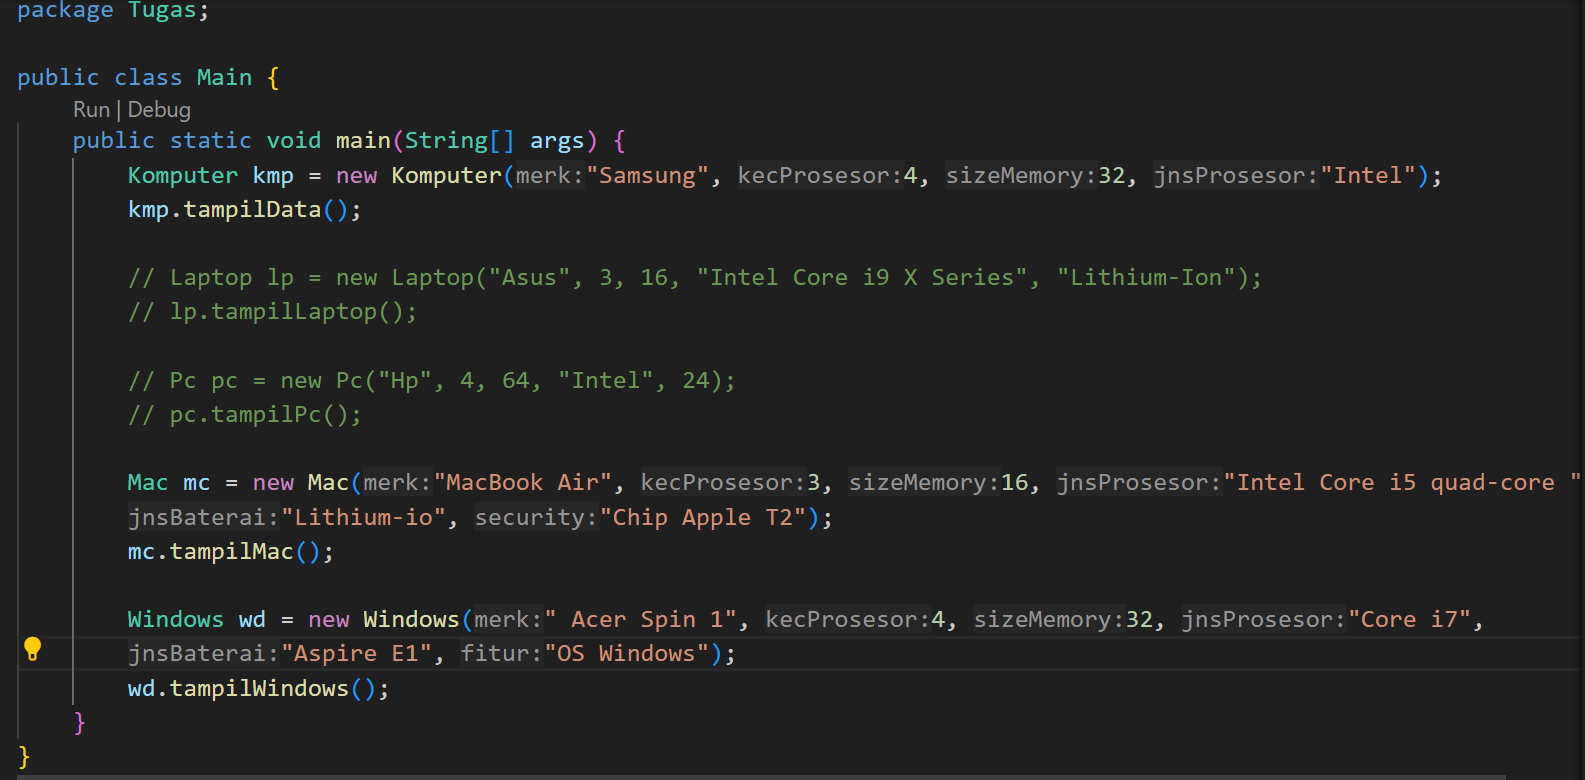 package Tugas;
public class Main {
Run | Debug
public static void main(String[] args) {
Komputer kmp = new Komputer(merk:"Samsung", kecProsesor:4, sizeMemory:32, jnsProsesor:"Intel");
kmp.tampilData();
// Laptop lp = new Laptop("Asus", 3, 16, "Intel Core i9 X Series", "Lithium-Ion");
// lp.tampilLaptop();
// Pc pc = new Pc("Hp", 4, 64, "Intel", 24);
// pc.tampilPc();
Mac mc = new Mac(merk:"MacBook Air", kecProsesor:3, sizeMemory:16, jnsProsesor:"Intel Core i5 quad-core "
jnsBaterai:"Lithium-io", security:"Chip Apple T2");
mc.tampilMac();
Windows wd = new Windows(merk:" Acer Spin 1", kecProsesor:4, sizeMemory:32, jnsProsesor:"Core i7",
jnsBaterai:"Aspire E1", fitur:"OS Windows");
wd.tampilWindows();
}
}